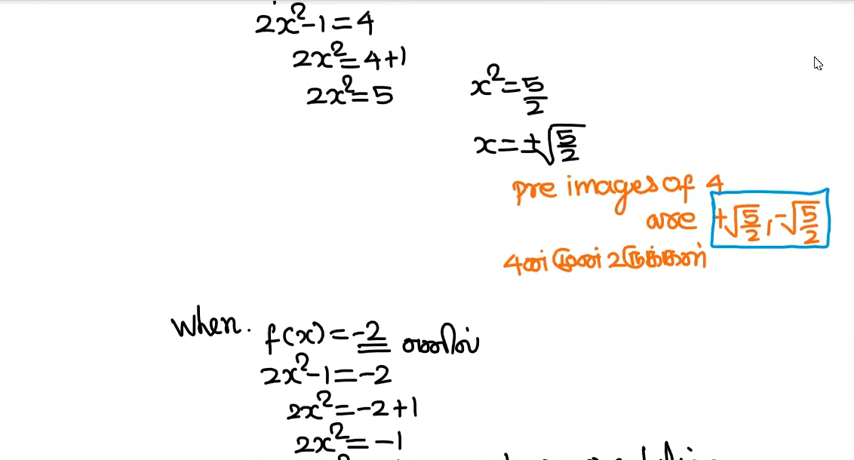 2x²-1=4
2x²=4+1
2x²=5
x²=5/2
x=±√5/2
pre images of 4
are +√5/2, -√5/2
4ன் முன் உருக்கள்
When. f(x)=-2 எனில்
2x²-1=-2
2x²=-2+1
2x²=-1